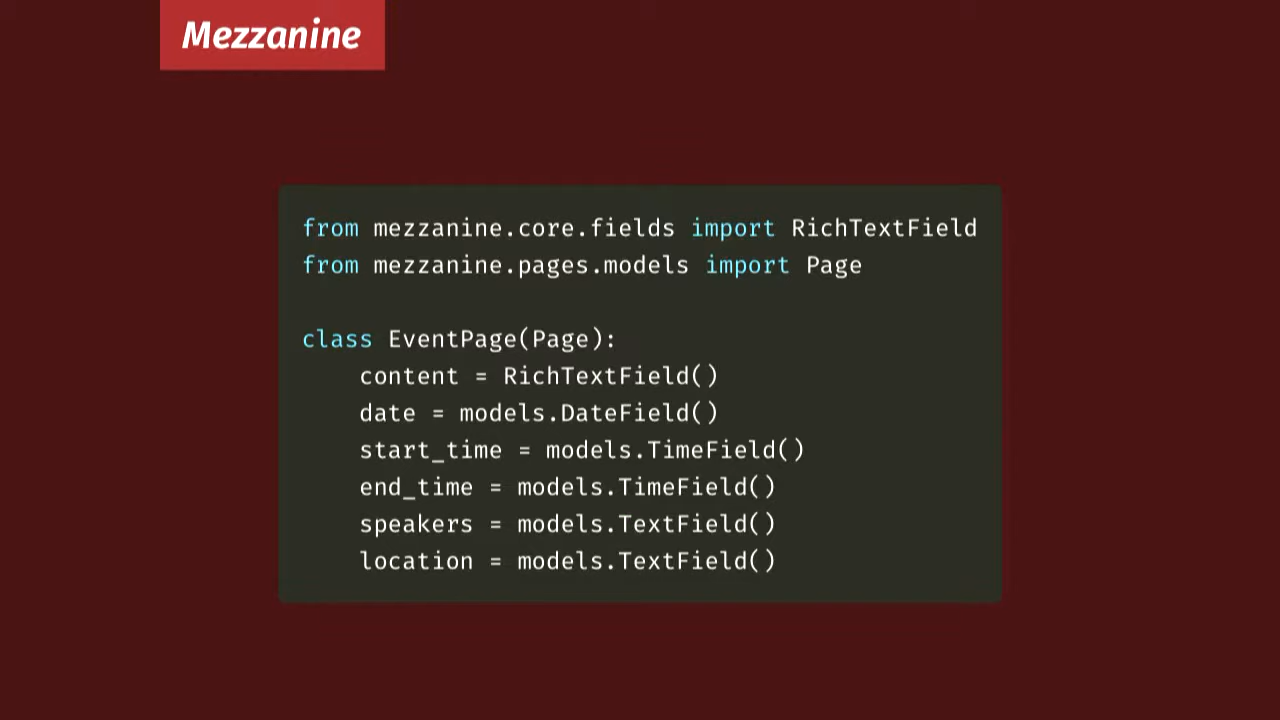 Mezzanine
from mezzanine.core.fields import RichTextField
from mezzanine.pages.models import Page

class EventPage(Page):
    content = RichTextField()
    date = models.DateField()
    start_time = models.TimeField()
    end_time = models.TimeField()
    speakers = models.TextField()
    location = models.TextField()